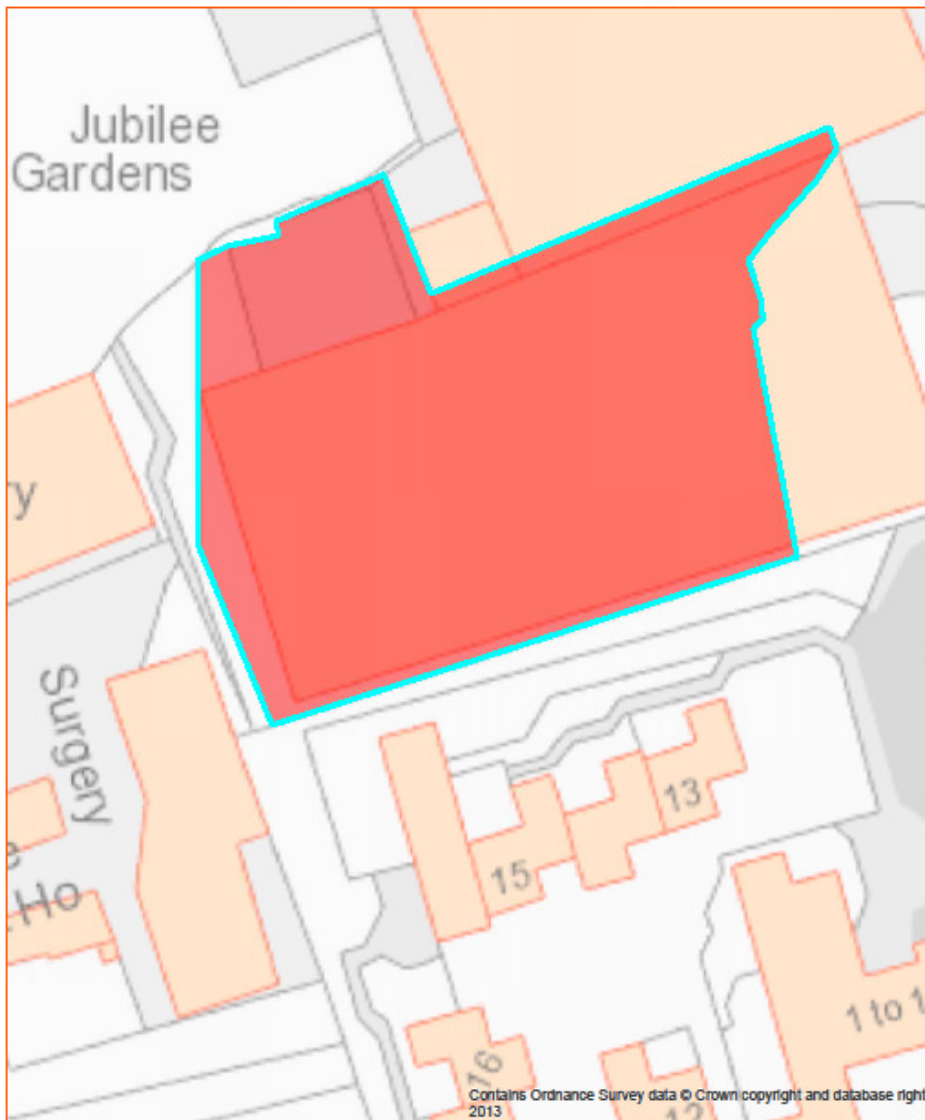 Jubilee
Gardens
y
Surgery
e
Ho
13
15
1 to 1
16
12
Contains Ordnance Survey data © Crown copyright and database right
2013